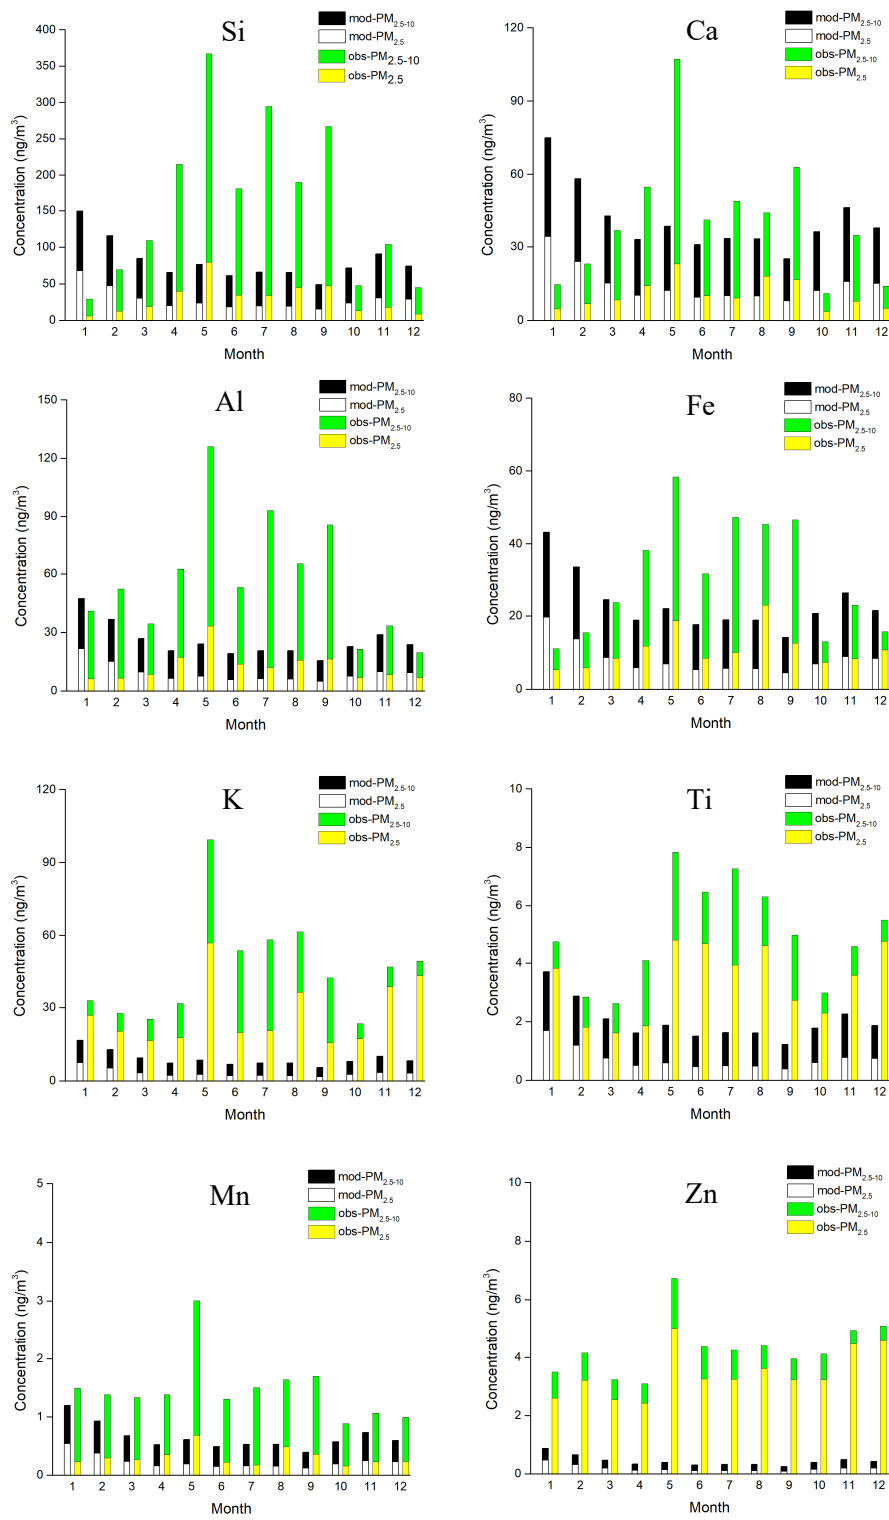 Si
mod-PM2.5-10
mod-PM2.5
obs-PM2.5-10
obs-PM2.5
Concentration (ng/m³)
400
350
300
250
200
150
100
50
0
1 2 3 4 5 6 7 8 9 10 11 12
Month
Ca
mod-PM2.5-10
mod-PM2.5
obs-PM2.5-10
obs-PM2.5
Concentration (ng/m³)
120
90
60
30
0
1 2 3 4 5 6 7 8 9 10 11 12
Month
Al
mod-PM2.5-10
mod-PM2.5
obs-PM2.5-10
obs-PM2.5
Concentration (ng/m³)
150
120
90
60
30
0
1 2 3 4 5 6 7 8 9 10 11 12
Month
Fe
mod-PM2.5-10
mod-PM2.5
obs-PM2.5-10
obs-PM2.5
Concentration (ng/m³)
80
60
40
20
0
1 2 3 4 5 6 7 8 9 10 11 12
Month
K
mod-PM2.5-10
mod-PM2.5
obs-PM2.5-10
obs-PM2.5
Concentration (ng/m³)
120
90
60
30
0
1 2 3 4 5 6 7 8 9 10 11 12
Month
Ti
mod-PM2.5-10
mod-PM2.5
obs-PM2.5-10
obs-PM2.5
Concentration (ng/m³)
10
8
6
4
2
0
1 2 3 4 5 6 7 8 9 10 11 12
Month
Mn
mod-PM2.5-10
mod-PM2.5
obs-PM2.5-10
obs-PM2.5
Concentration (ng/m³)
5
4
3
2
1
0
1 2 3 4 5 6 7 8 9 10 11 12
Month
Zn
mod-PM2.5-10
mod-PM2.5
obs-PM2.5-10
obs-PM2.5
Concentration (ng/m³)
10
8
6
4
2
0
1 2 3 4 5 6 7 8 9 10 11 12
Month